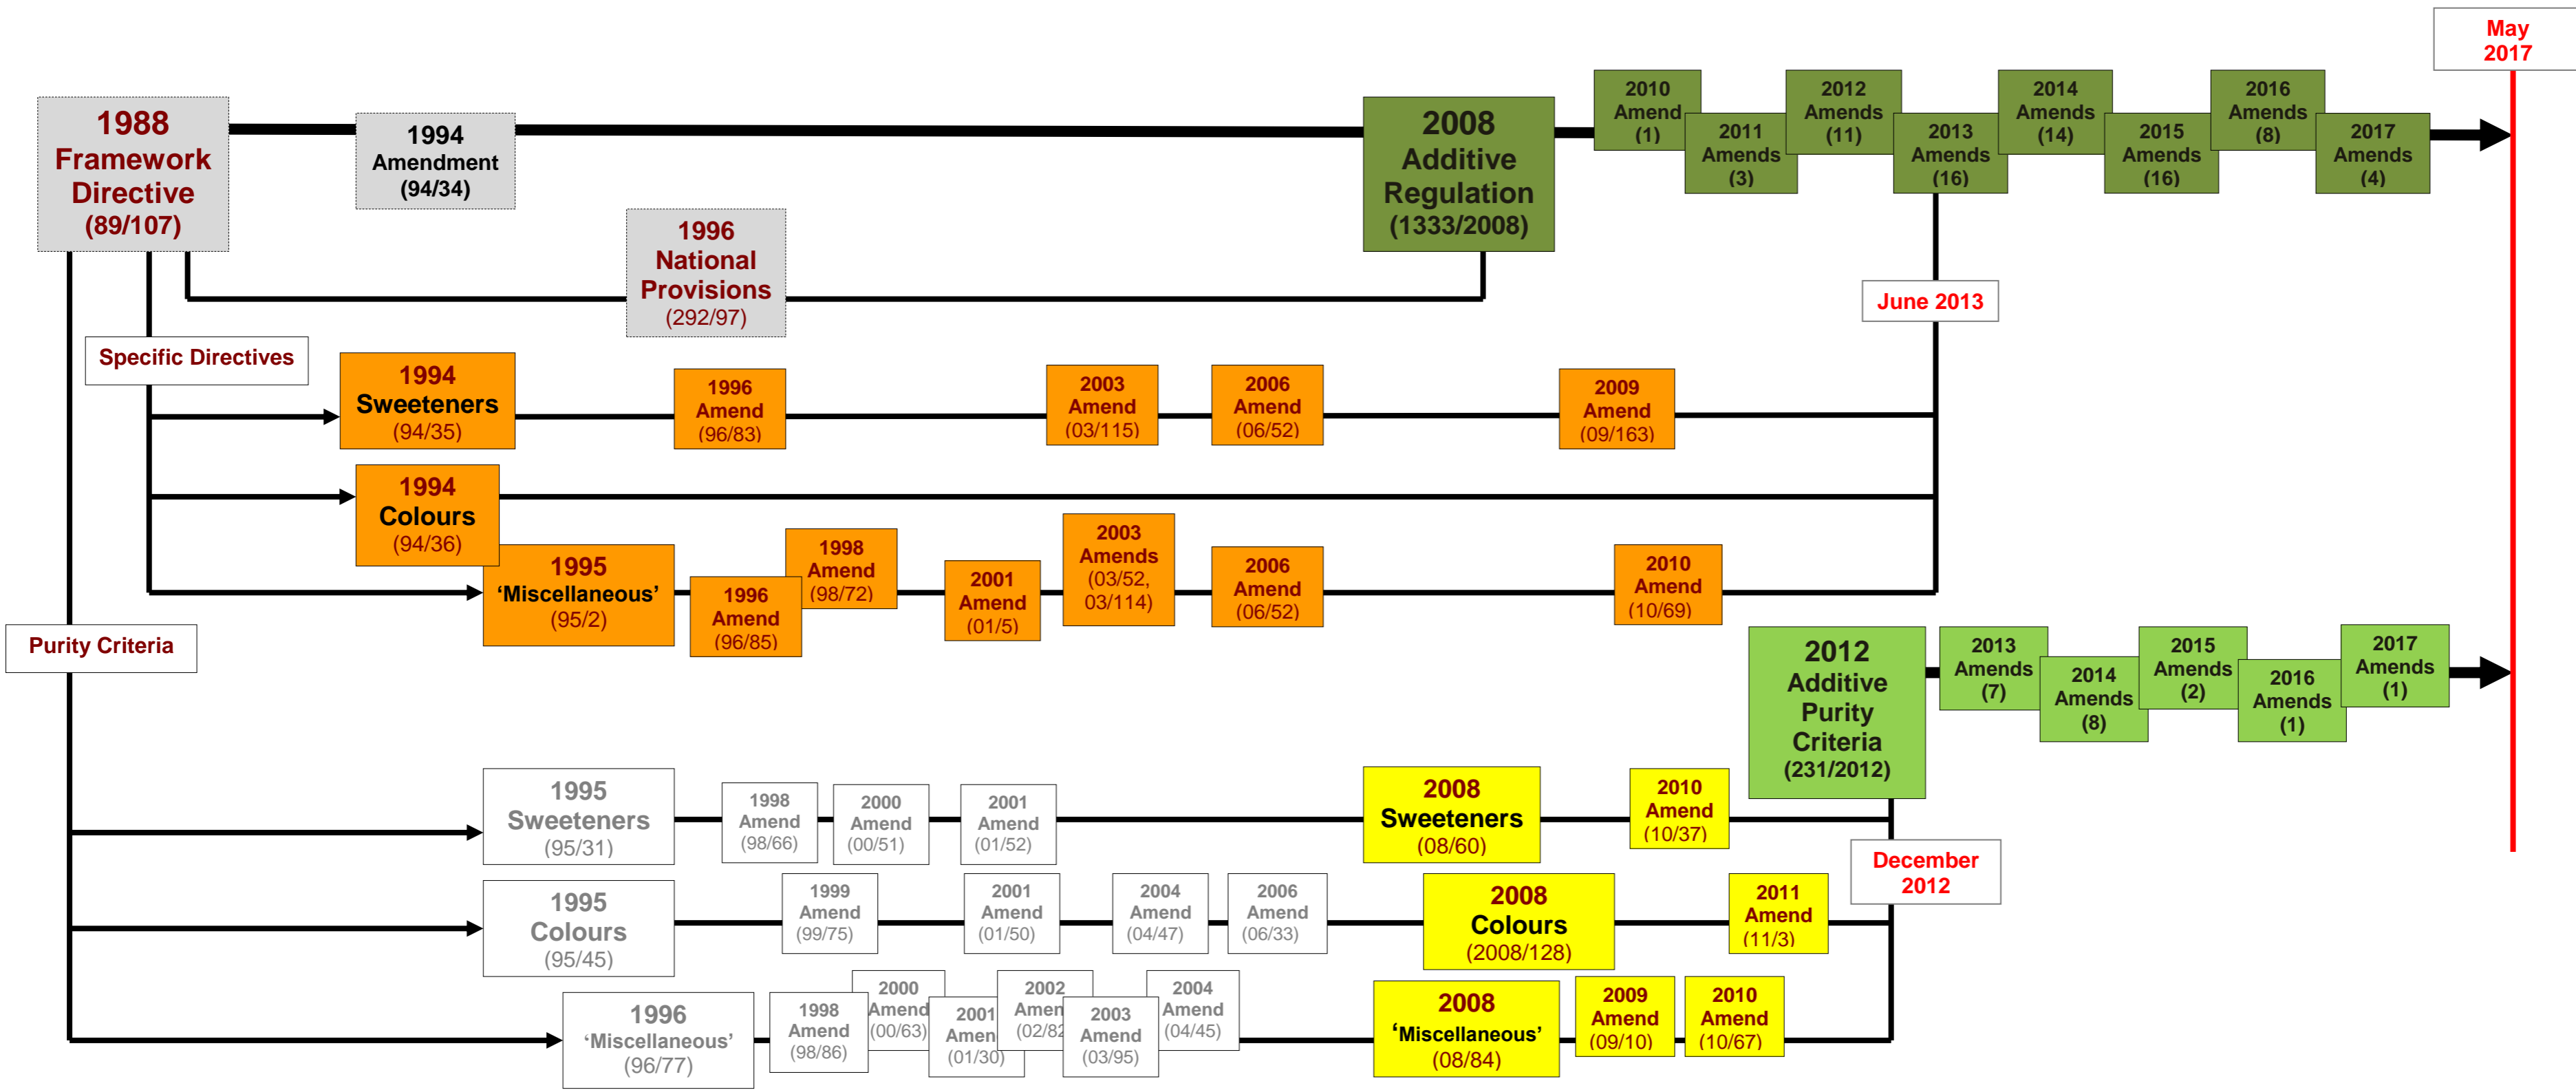 May
2017
1988
Framework
Directive
(89/107)
1994
Amendment
(94/34)
1996
National
Provisions
(292/97)
2008
Additive
Regulation
(1333/2008)
2010
Amend
(1)
2011
Amends
(3)
2012
Amends
(11)
2013
Amends
(16)
2014
Amends
(14)
2015
Amends
(16)
2016
Amends
(8)
2017
Amends
(4)
June 2013
Specific Directives
1994
Sweeteners
(94/35)
1996
Amend
(96/83)
2003
Amend
(03/115)
2006
Amend
(06/52)
2009
Amend
(09/163)
1994
Colours
(94/36)
1995
‘Miscellaneous’
(95/2)
1996
Amend
(96/85)
1998
Amend
(98/72)
2001
Amend
(01/5)
2003
Amends
(03/52,
03/114)
2006
Amend
(06/52)
2010
Amend
(10/69)
Purity Criteria
2012
Additive
Purity
Criteria
(231/2012)
2013
Amends
(7)
2014
Amends
(8)
2015
Amends
(2)
2016
Amends
(1)
2017
Amends
(1)
1995
Sweeteners
(95/31)
1998
Amend
(98/66)
2000
Amend
(00/51)
2001
Amend
(01/52)
2008
Sweeteners
(08/60)
2010
Amend
(10/37)
December
2012
1995
Colours
(95/45)
1999
Amend
(99/75)
2001
Amend
(01/50)
2004
Amend
(04/47)
2006
Amend
(06/33)
2008
Colours
(2008/128)
2011
Amend
(11/3)
1996
‘Miscellaneous’
(96/77)
1998
Amend
(98/86)
2000
Amend
(00/63)
2001
Amen
(01/30)
2002
Amen
(02/82
2003
Amend
(03/95)
2004
Amend
(04/45)
2008
‘Miscellaneous’
(08/84)
2009
Amend
(09/10)
2010
Amend
(10/67)